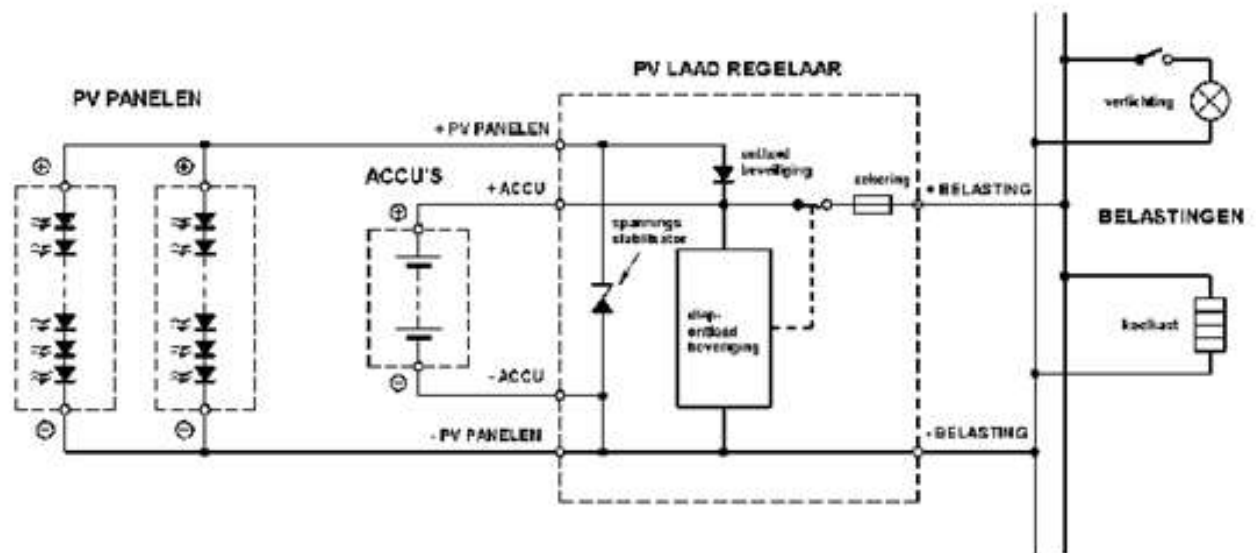 PV LAAD REGELAAR
PV PANELEN
+ PV PANELEN
ontlaad
beveiliging
verlichting
ACCU'S
+ ACCU
zekering
+ BELASTING
BELASTINGEN
spannings
stabilisator
diep-
ontlaad
beveiliging
koelkast
- ACCU
- PV PANELEN
- BELASTING